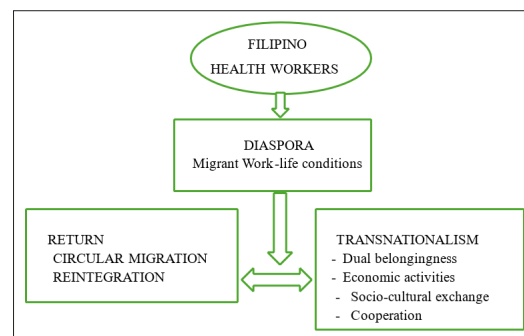 FILIPINO
HEALTH WORKERS
DIASPORA
Migrant Work-life conditions
RETURN
CIRCULAR MIGRATION
REINTEGRATION
TRANSNATIONALISM
- Dual belongingness
- Economic activities
- Socio-cultural exchange
- Cooperation